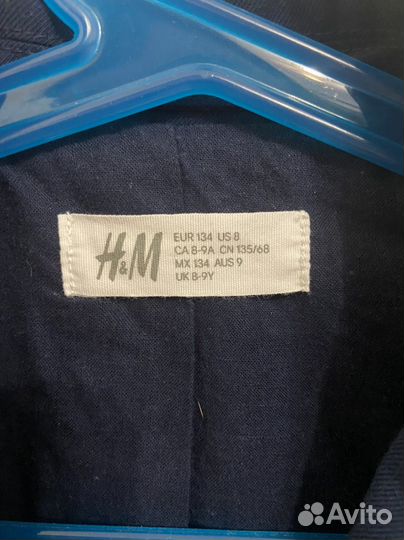 H&M
EUR 134 US 8
CA 8-9A CN 135/68
MX 134 AUS 9
UK 8-9Y
Avito